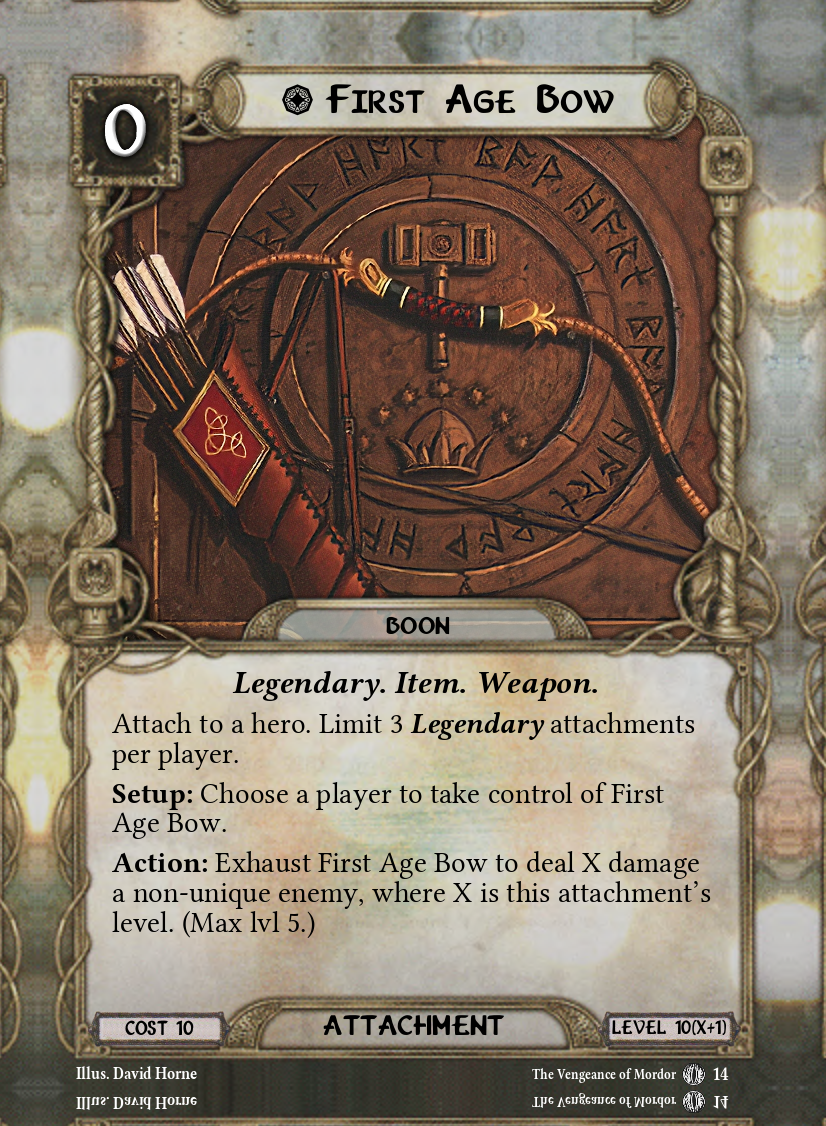 0
First Age Bow
BOON
Legendary. Item. Weapon.
Attach to a hero. Limit 3 Legendary attachments
per player.
Setup: Choose a player to take control of First
Age Bow.
Action: Exhaust First Age Bow to deal X damage
a non-unique enemy, where X is this attachment's
level. (Max lvl 5.)
COST 10
ATTACHMENT
LEVEL 10(X+1)
Illus. David Horne
The Vengeance of Mordor 14
Illus. David Horne
The Vengeance of Mordor 14